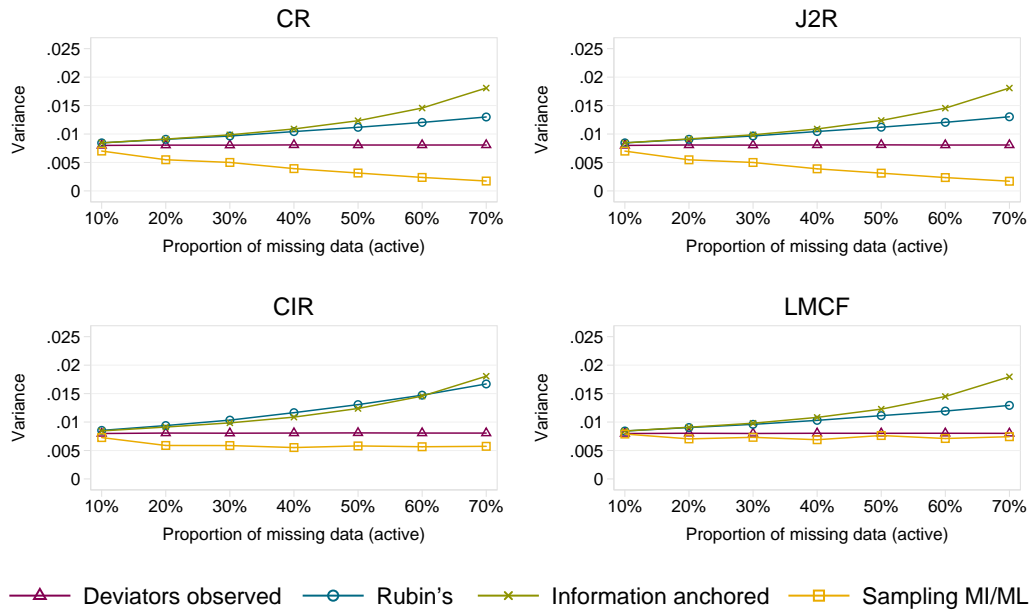 CR
Variance
.025
.02
.015
.01
.005
0
10% 20% 30% 40% 50% 60% 70%
Proportion of missing data (active)
J2R
Variance
.025
.02
.015
.01
.005
0
10% 20% 30% 40% 50% 60% 70%
Proportion of missing data (active)
CIR
Variance
.025
.02
.015
.01
.005
0
10% 20% 30% 40% 50% 60% 70%
Proportion of missing data (active)
LMCF
Variance
.025
.02
.015
.01
.005
0
10% 20% 30% 40% 50% 60% 70%
Proportion of missing data (active)
Deviators observed Rubin's Information anchored Sampling MI/ML